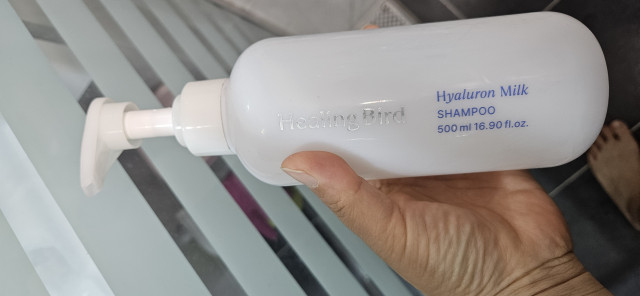 Healing Bird
Hyaluron Milk
SHAMPOO
500 ml 16.90 fl.oz.